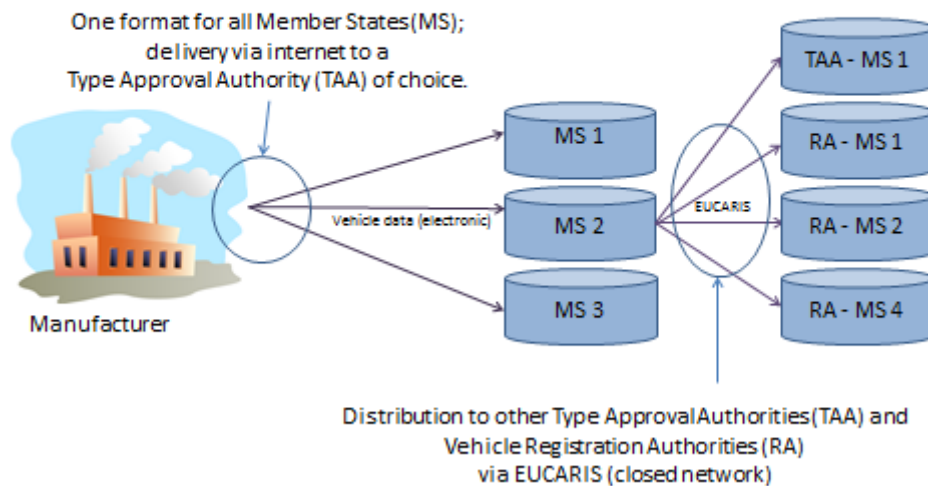 One format for all Member States(MS);
delivery via internet to a
Type Approval Authority (TAA) of choice.
TAA - MS 1
MS 1
RA - MS 1
Vehicle data (electronic)
MS 2
EUCARIS
RA - MS 2
MS 3
RA - MS 4
Manufacturer
Distribution to other Type Approval Authorities (TAA) and
Vehicle Registration Authorities (RA)
via EUCARIS (closed network)